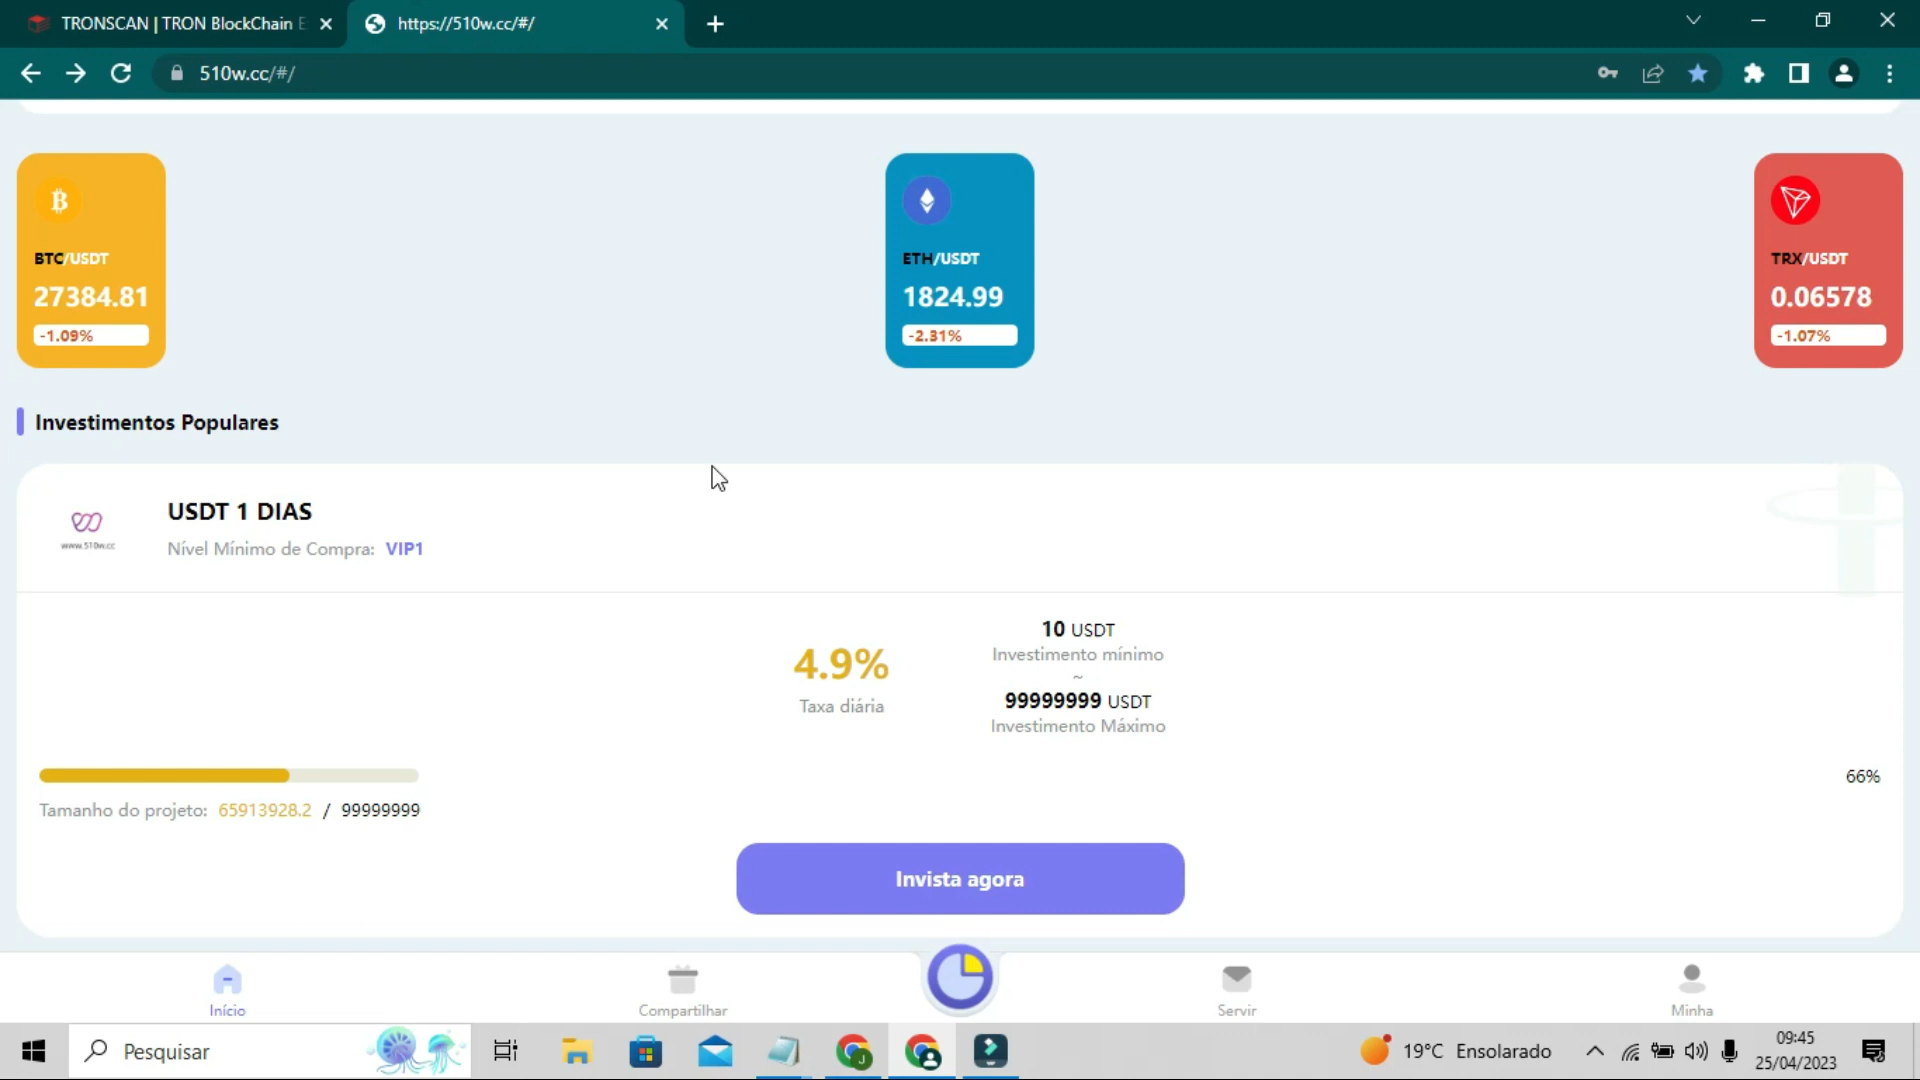 TRONSCAN | TRON BlockChain E
https://510w.cc/#/
510w.cc/#/
BTC/USDT
27384.81
-1.09%
ETH/USDT
1824.99
-2.31%
TRX/USDT
0.06578
-1.07%
Investimentos Populares
www.510w.cc
USDT 1 DIAS
Nível Mínimo de Compra: VIP1
4.9%
Taxa diária
10 USDT
Investimento mínimo
~
99999999 USDT
Investimento Máximo
66%
Tamanho do projeto: 65913928.2 / 99999999
Invista agora
Início
Compartilhar
Servir
Minha
Pesquisar
J
19°C Ensolarado
09:45
25/04/2023